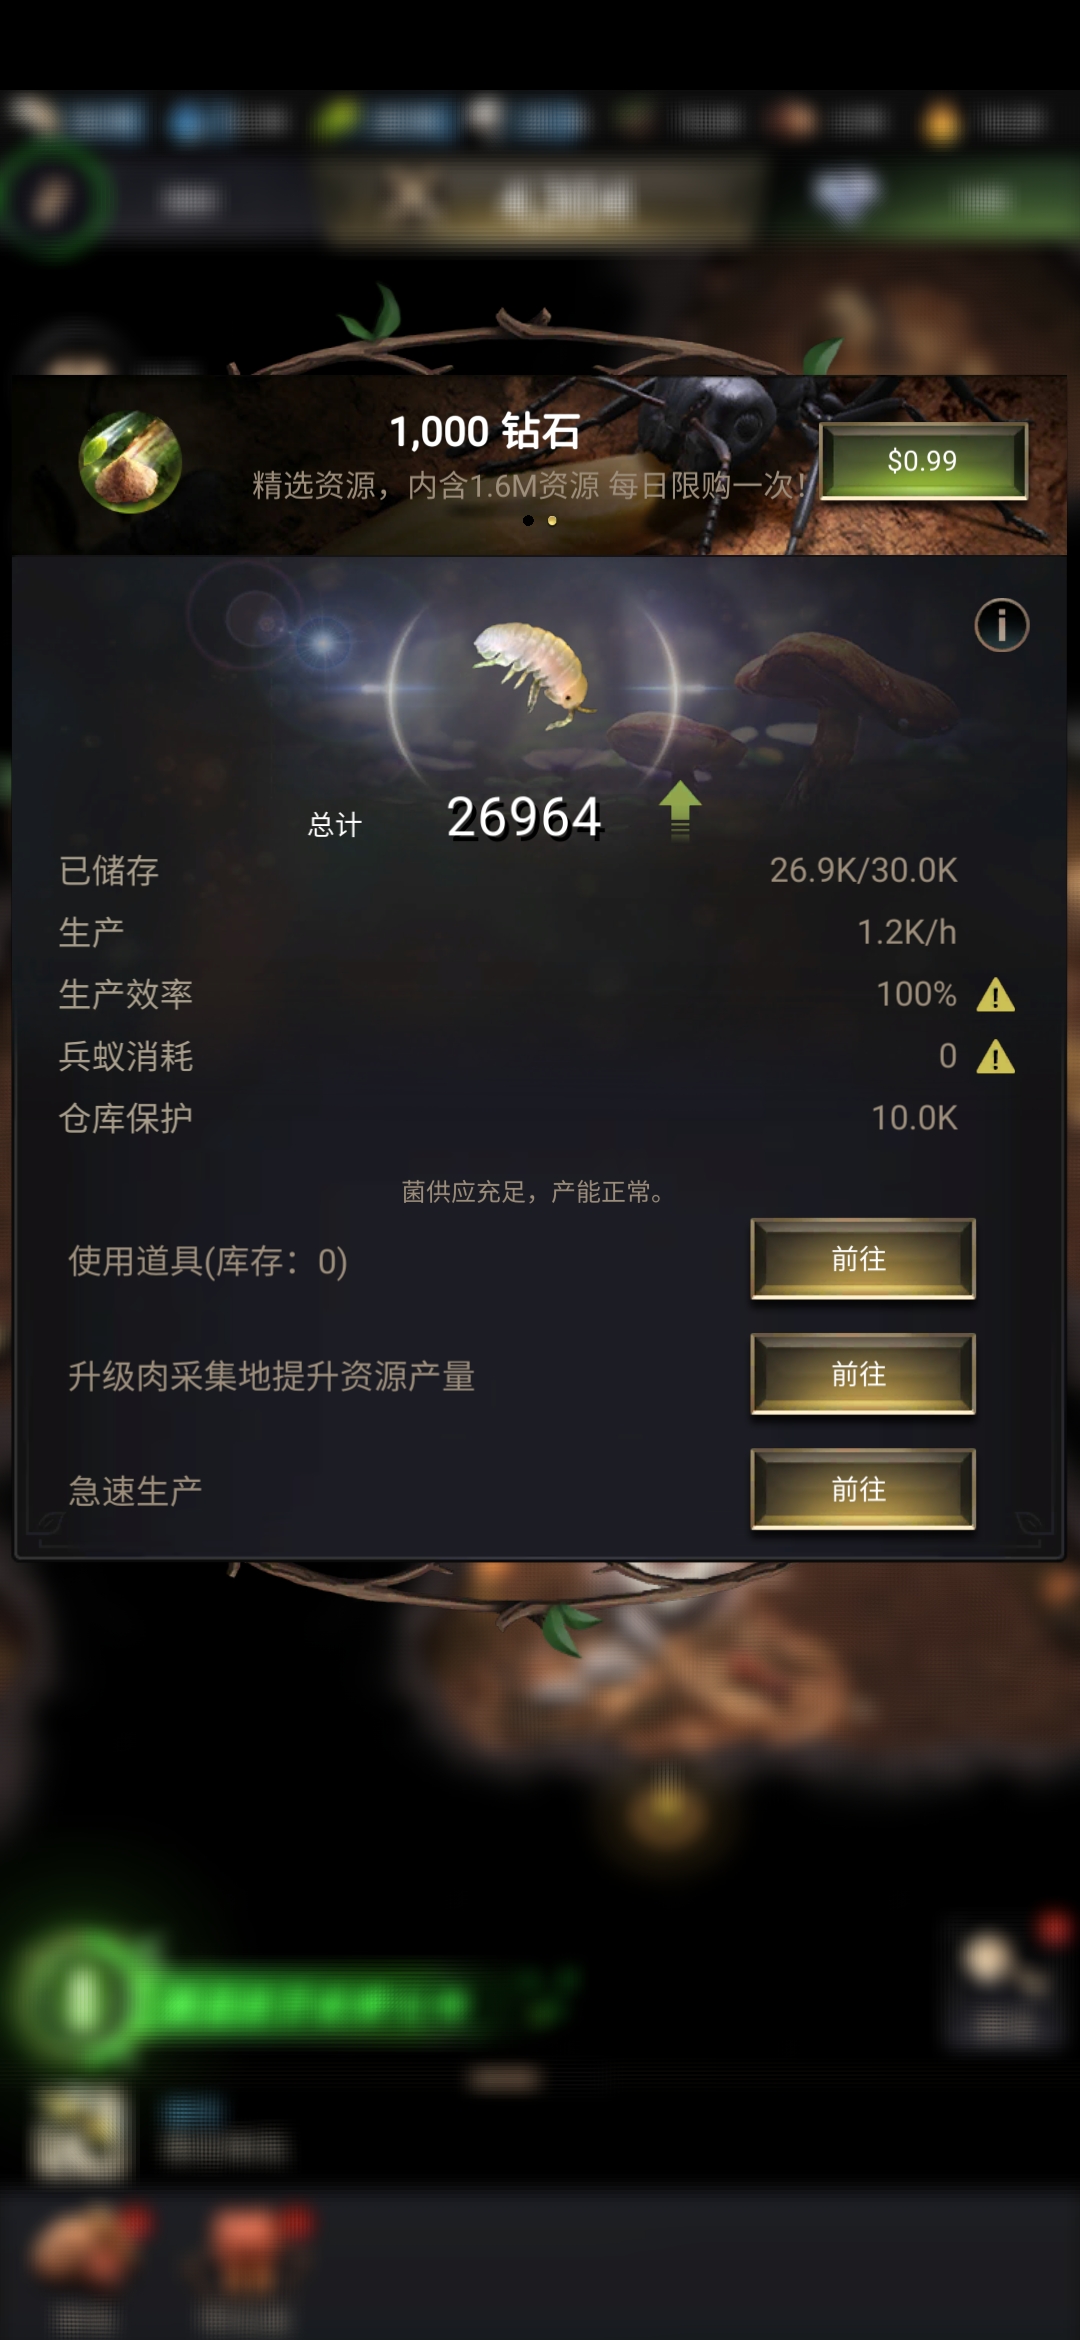 1,000 钻石
精选资源，内含1.6M资源 每日限购一次!
$0.99
总计 26964
已储存 26.9K/30.0K
生产 1.2K/h
生产效率 100%
兵蚁消耗 0
仓库保护 10.0K
菌供应充足，产能正常。
使用道具(库存：0) 前往
升级肉采集地提升资源产量 前往
急速生产 前往